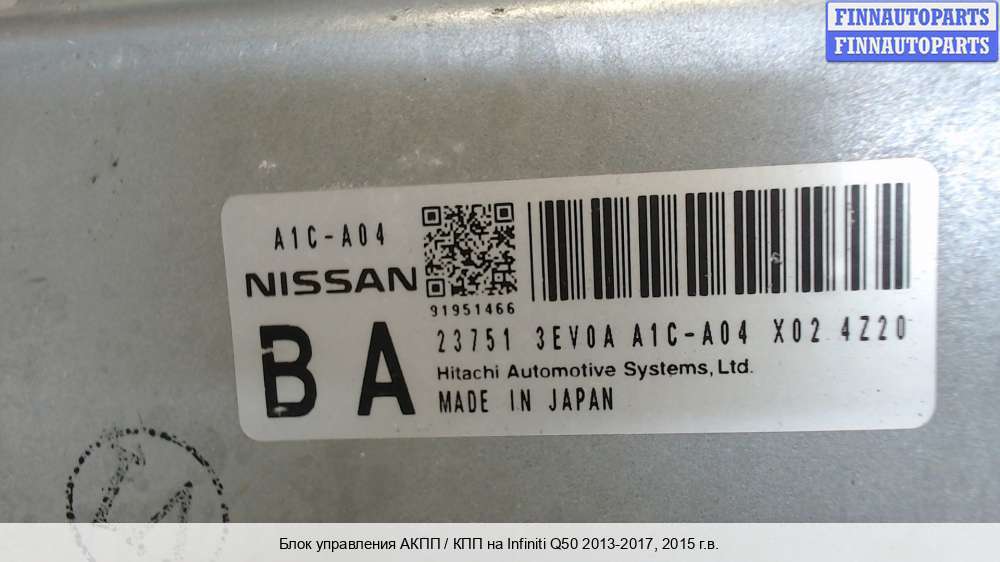 FINNAUTOPARTS
FINNAUTOPARTS
A1C-A04
NISSAN
91951466
BA
23751 3EV0A A1C-A04 X02 4Z20
Hitachi Automotive Systems, Ltd.
MADE IN JAPAN
Блок управления АКПП / КПП на Infiniti Q50 2013-2017, 2015 г.в.